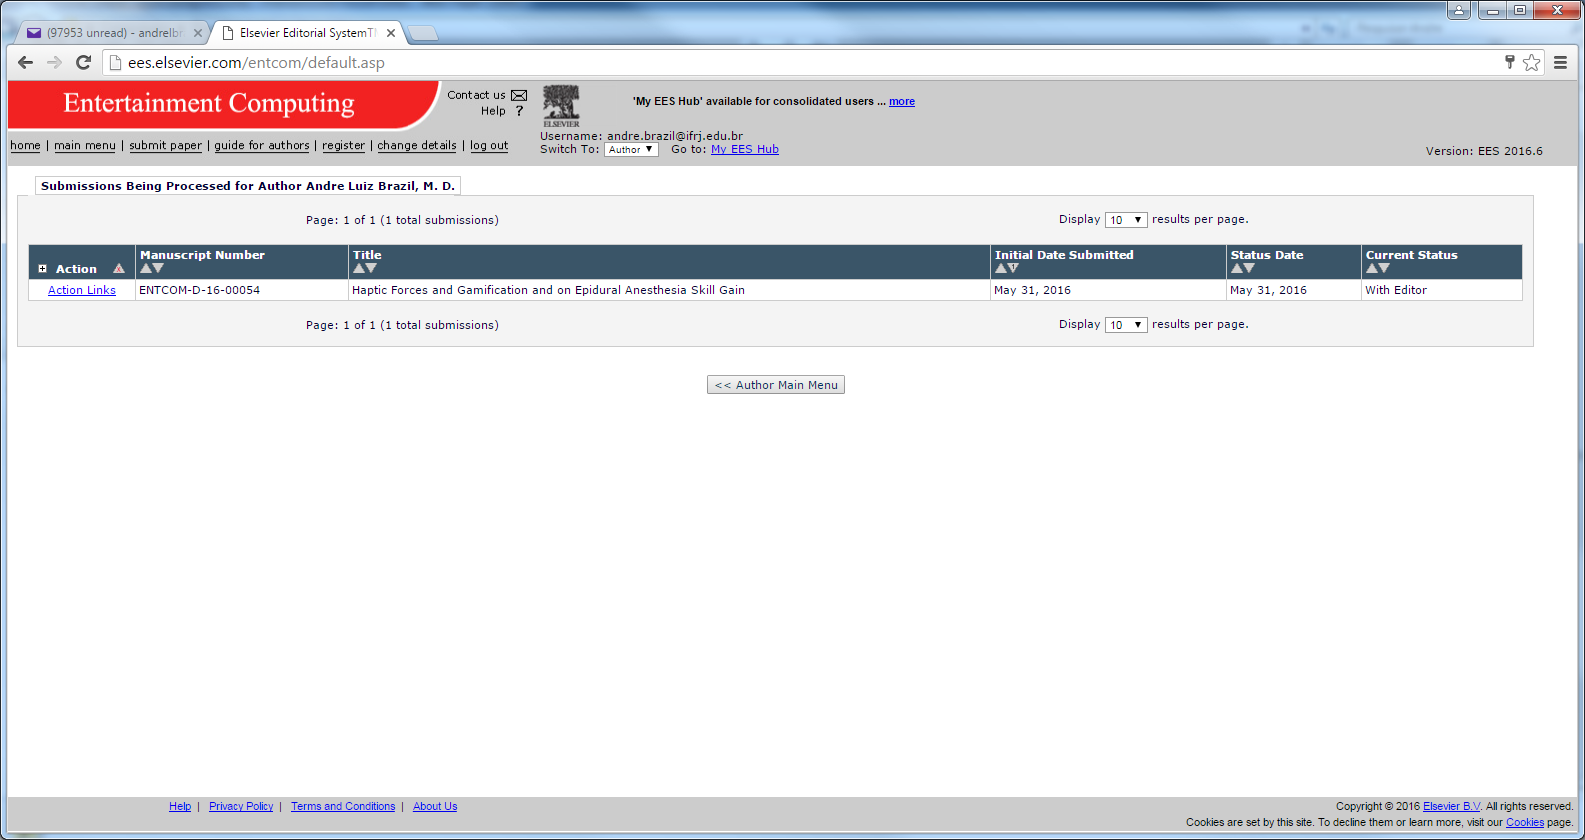 (97953 unread) - andrelbr
Elsevier Editorial SystemT
ees.elsevier.com/entcom/default.asp
Entertainment Computing
Contact us
Help ?
ELSEVIER
'My EES Hub' available for consolidated users ... more
Username: andre.brazil@ifrj.edu.br
Switch To: Author Go to: My EES Hub
home | main menu | submit paper | guide for authors | register | change details | log out
Version: EES 2016.6
Submissions Being Processed for Author Andre Luiz Brazil, M. D.
Page: 1 of 1 (1 total submissions)
Display 10 results per page.
Action
Manuscript Number
Title
Initial Date Submitted
Status Date
Current Status
Action Links
ENTCOM-D-16-00054
Haptic Forces and Gamification and on Epidural Anesthesia Skill Gain
May 31, 2016
May 31, 2016
With Editor
Page: 1 of 1 (1 total submissions)
Display 10 results per page.
<< Author Main Menu
Help | Privacy Policy | Terms and Conditions | About Us
Copyright © 2016 Elsevier B.V. All rights reserved.
Cookies are set by this site. To decline them or learn more, visit our Cookies page.